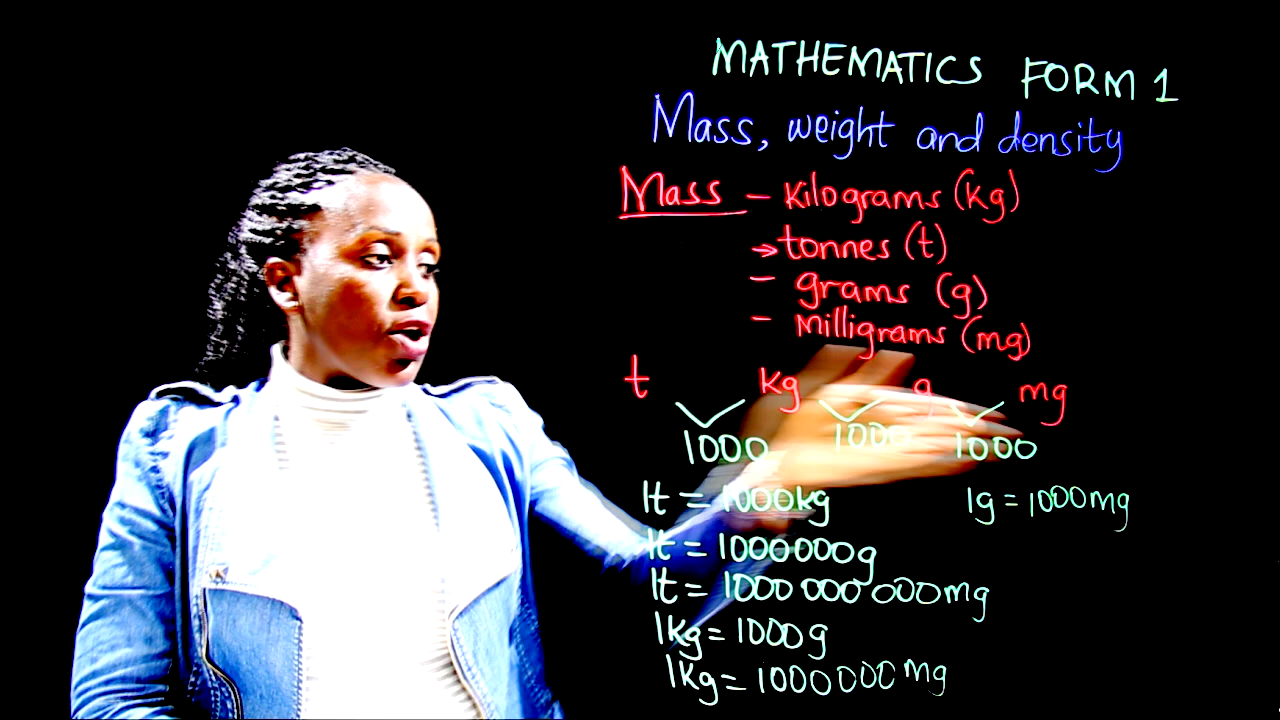 MATHEMATICS FORM 1
Mass, weight and density
Mass - Kilograms (kg)
→ tonnes (t)
- grams (g)
- Milligrams (mg)
t kg g mg
1000 1000 1000
1t = 1000kg 1g = 1000mg
1t = 1000000g
1t = 1000 000 000mg
1kg = 1000g
1kg = 1000000mg